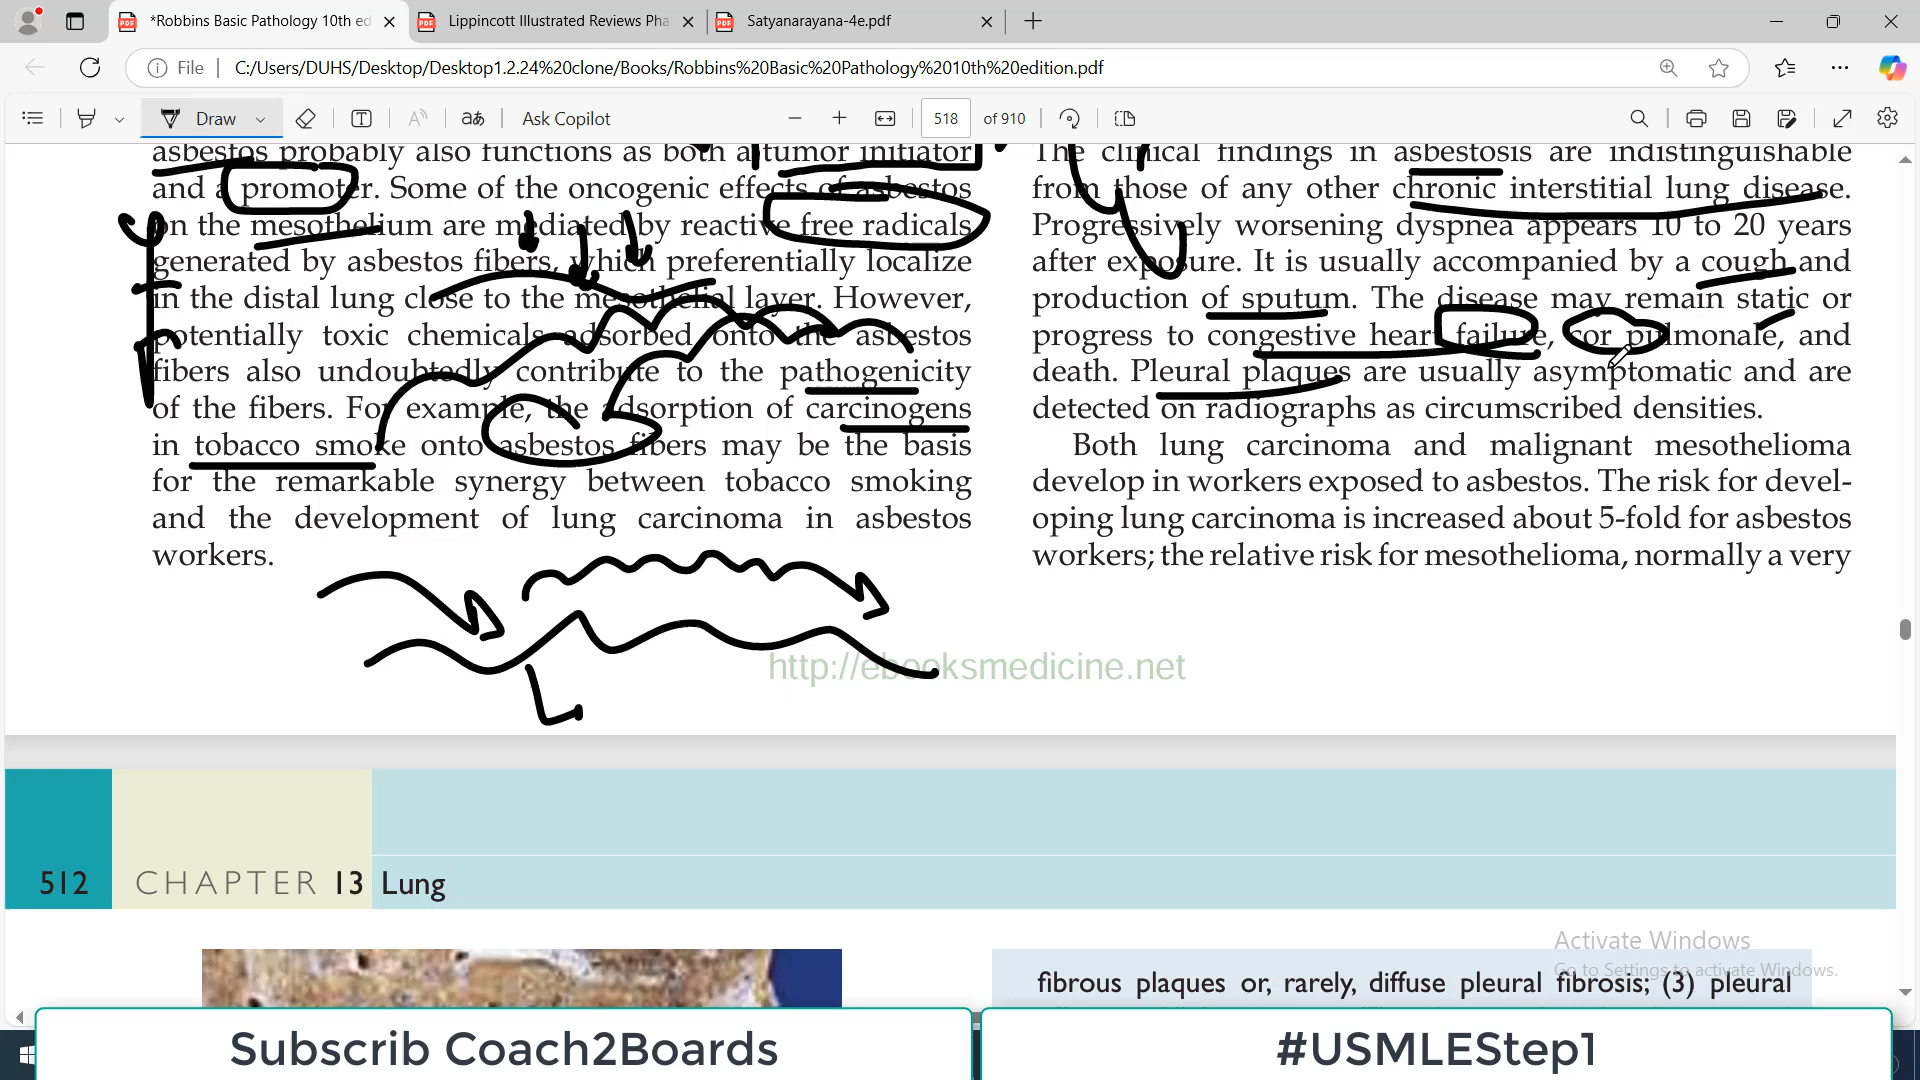 *Robbins Basic Pathology 10th ed
Lippincott Illustrated Reviews Pha
Satyanarayana-4e.pdf
File
C:/Users/DUHS/Desktop/Desktop1.2.24%20clone/Books/Robbins%20Basic%20Pathology%2010th%20edition.pdf
Draw
Ask Copilot
518
of 910
asbestos probably also functions as both a tumor initiator
and a promoter. Some of the oncogenic effects of asbestos
on the mesothelium are mediated by reactive free radicals
generated by asbestos fibers, which preferentially localize
in the distal lung close to the mesothelial layer. However,
potentially toxic chemicals adsorbed onto the asbestos
fibers also undoubtedly contribute to the pathogenicity
of the fibers. For example, the adsorption of carcinogens
in tobacco smoke onto asbestos fibers may be the basis
for the remarkable synergy between tobacco smoking
and the development of lung carcinoma in asbestos
workers.
The clinical findings in asbestosis are indistinguishable
from those of any other chronic interstitial lung disease.
Progressively worsening dyspnea appears 10 to 20 years
after exposure. It is usually accompanied by a cough and
production of sputum. The disease may remain static or
progress to congestive heart failure, cor pulmonale, and
death. Pleural plaques are usually asymptomatic and are
detected on radiographs as circumscribed densities.
Both lung carcinoma and malignant mesothelioma
develop in workers exposed to asbestos. The risk for devel-
oping lung carcinoma is increased about 5-fold for asbestos
workers; the relative risk for mesothelioma, normally a very
http://ebooksmedicine.net
512
CHAPTER 13 Lung
fibrous plaques or, rarely, diffuse pleural fibrosis; (3) pleural
Activate Windows
Go to Settings to activate Windows.
Subscrib Coach2Boards
#USMLEStep1